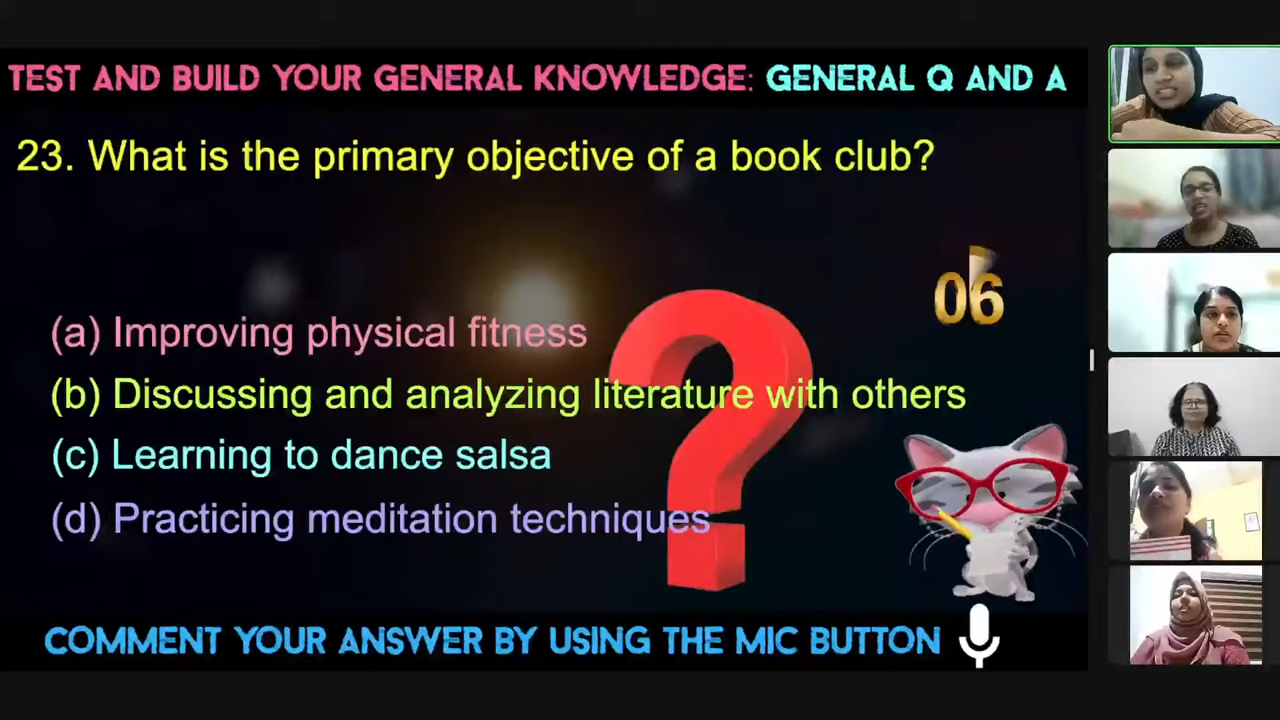 TEST AND BUILD YOUR GENERAL KNOWLEDGE: GENERAL Q AND A
23. What is the primary objective of a book club?
06
(a) Improving physical fitness
(b) Discussing and analyzing literature with others
(c) Learning to dance salsa
(d) Practicing meditation techniques
COMMENT YOUR ANSWER BY USING THE MIC BUTTON